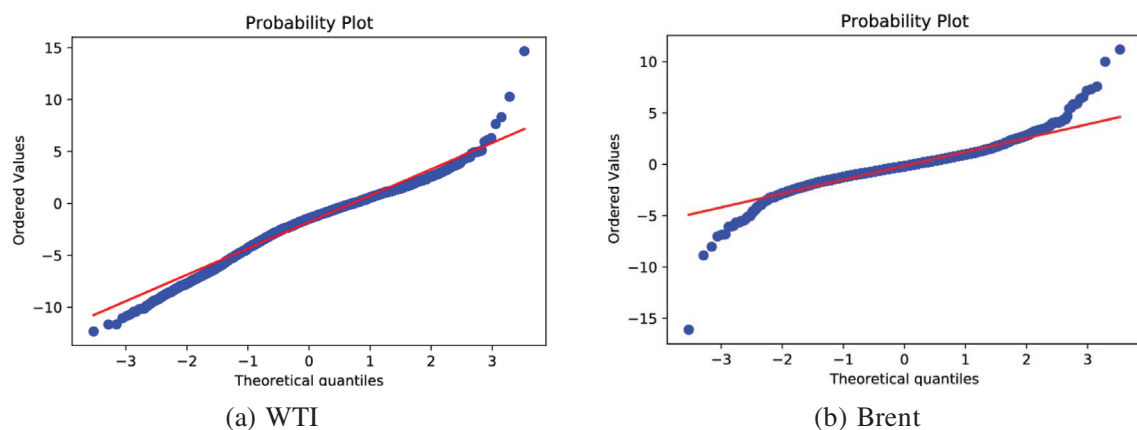 Probability Plot
15
10
5
0
−5
−10
Ordered Values
−3 −2 −1 0 1 2 3
Theoretical quantiles
(a) WTI
Probability Plot
10
5
0
−5
−10
−15
Ordered Values
−3 −2 −1 0 1 2 3
Theoretical quantiles
(b) Brent